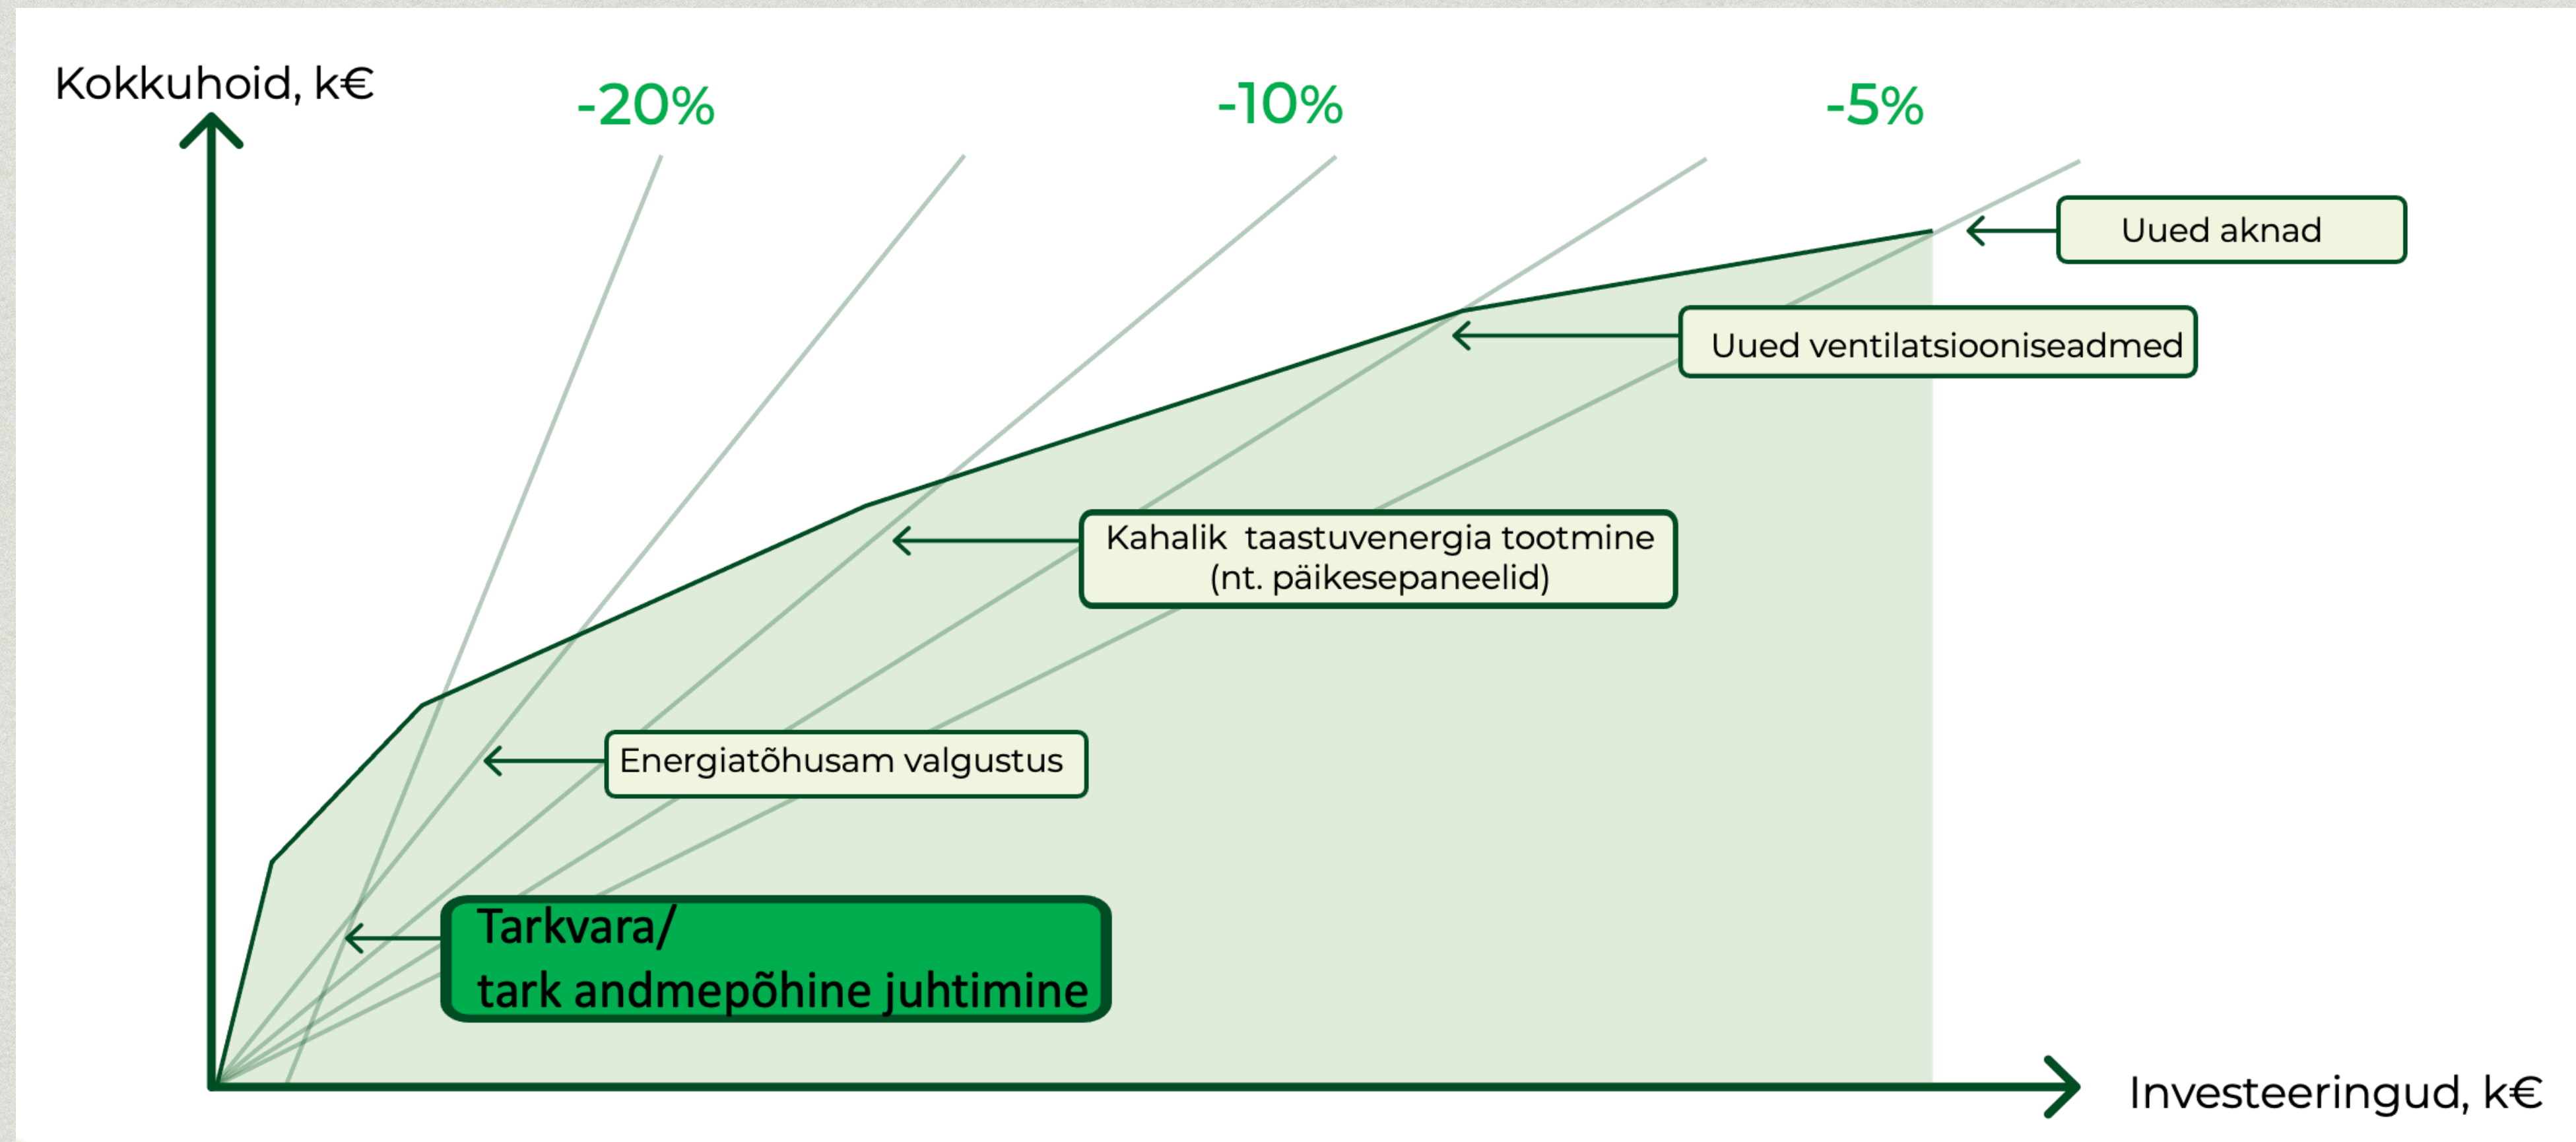 Kokkuhoid, k€
-20%
-10%
-5%
Uued aknad
Uued ventilatsiooniseadmed
Kahalik taastuvenergia tootmine
(nt. päikesepaneelid)
Energiatõhusam valgustus
Tarkvara/
tark andmepõhine juhtimine
Investeeringud, k€